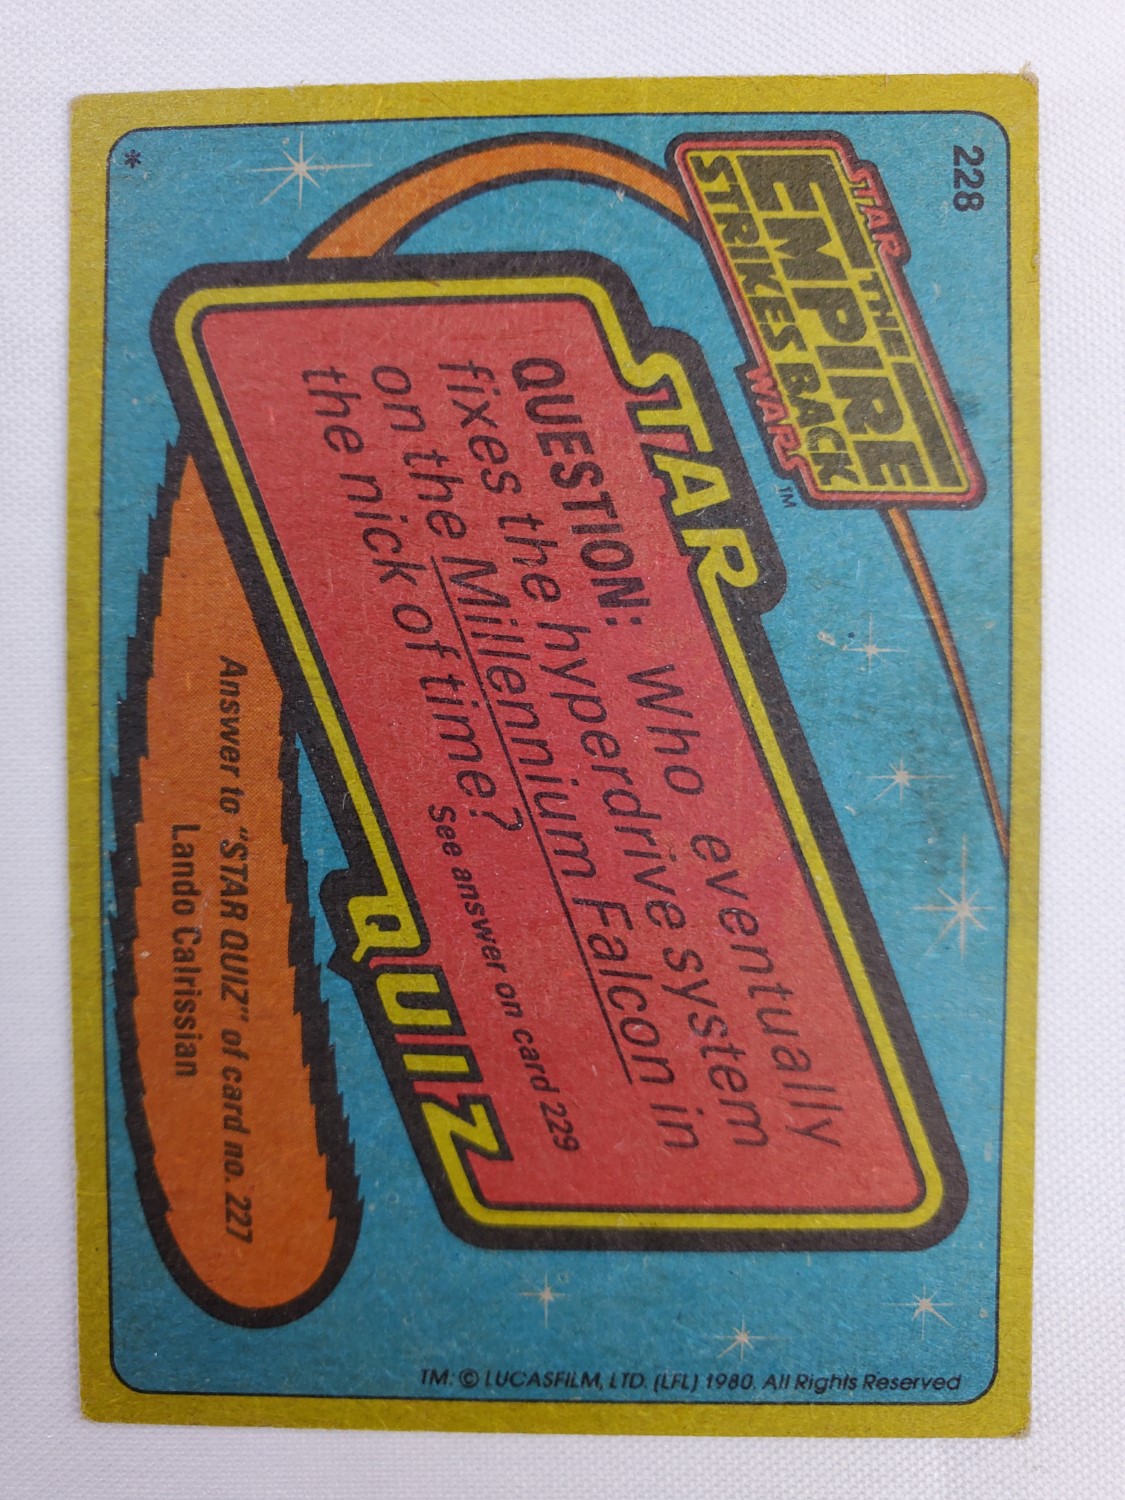 228
STAR
THE
EMPIRE
STRIKES BACK
WARS
TM
STAR
QUESTION: Who eventually
fixes the hyperdrive system
on the Millennium Falcon in
the nick of time?
See answer on card 229
QUIZ
Answer to "STAR QUIZ" of card no. 227
Lando Calrissian
*
TM: © LUCASFILM, LTD. (LFL) 1980. All Rights Reserved